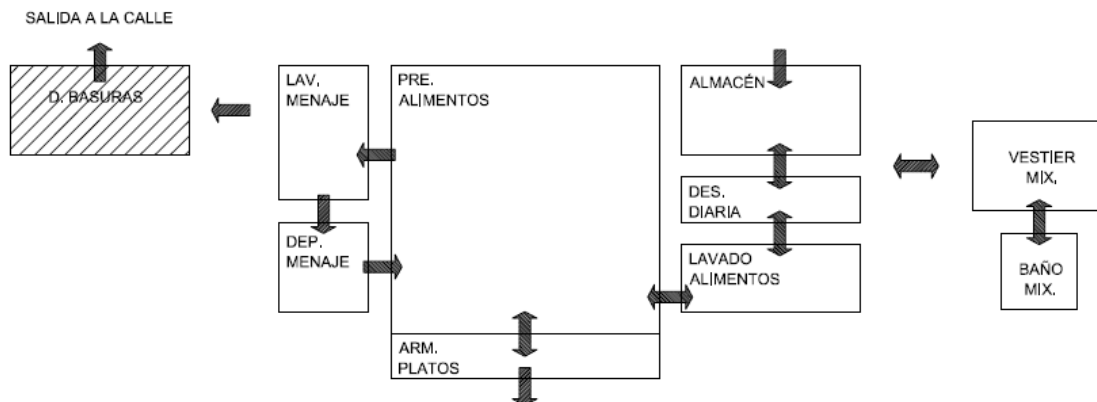 SALIDA A LA CALLE
D. BASURAS
LAV.
MENAJE
PRE.
ALIMENTOS
ALMACÉN
VESTIER
MIX.
DES.
DIARIA
DEP.
MENAJE
LAVADO
ALIMENTOS
BAÑO
MIX.
ARM.
PLATOS